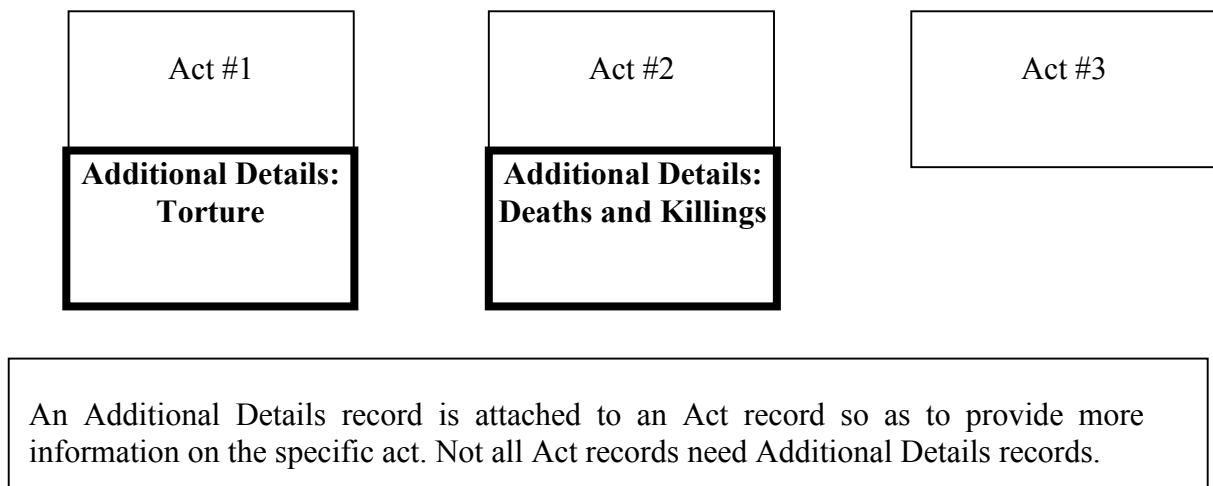 Act #1
Act #2
Act #3
Additional Details:
Torture
Additional Details:
Deaths and Killings
An Additional Details record is attached to an Act record so as to provide more
information on the specific act. Not all Act records need Additional Details records.